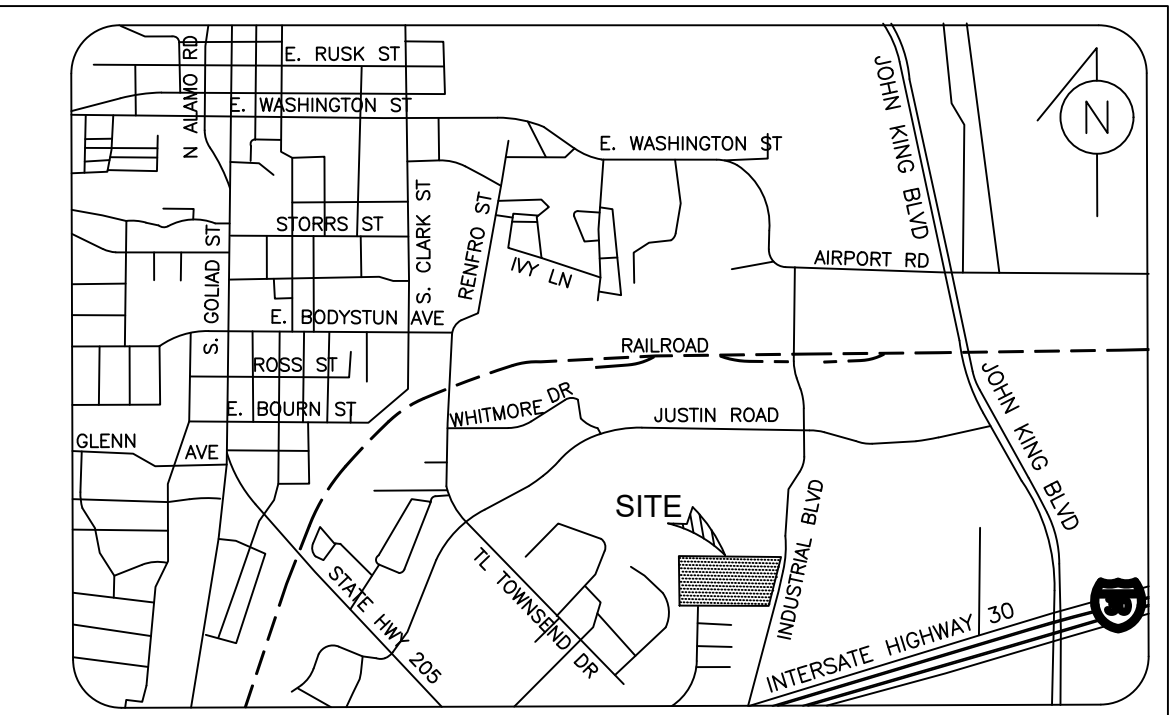 N ALAMO RD
E. RUSK ST
E. WASHINGTON ST
E. WASHINGTON ST
JOHN KING BLVD
N
STORRS ST
S. CLARK ST
RENFRO ST
S. GOLIAD ST
IVY LN
AIRPORT RD
E. BODYSTUN AVE
RAILROAD
ROSS ST
E. BOURN ST
WHITMORE DR
JUSTIN ROAD
JOHN KING BLVD
GLENN AVE
SITE
INDUSTRIAL BLVD
STATE HWY 205
TL TOWNSEND DR
INTERSATE HIGHWAY 30
30